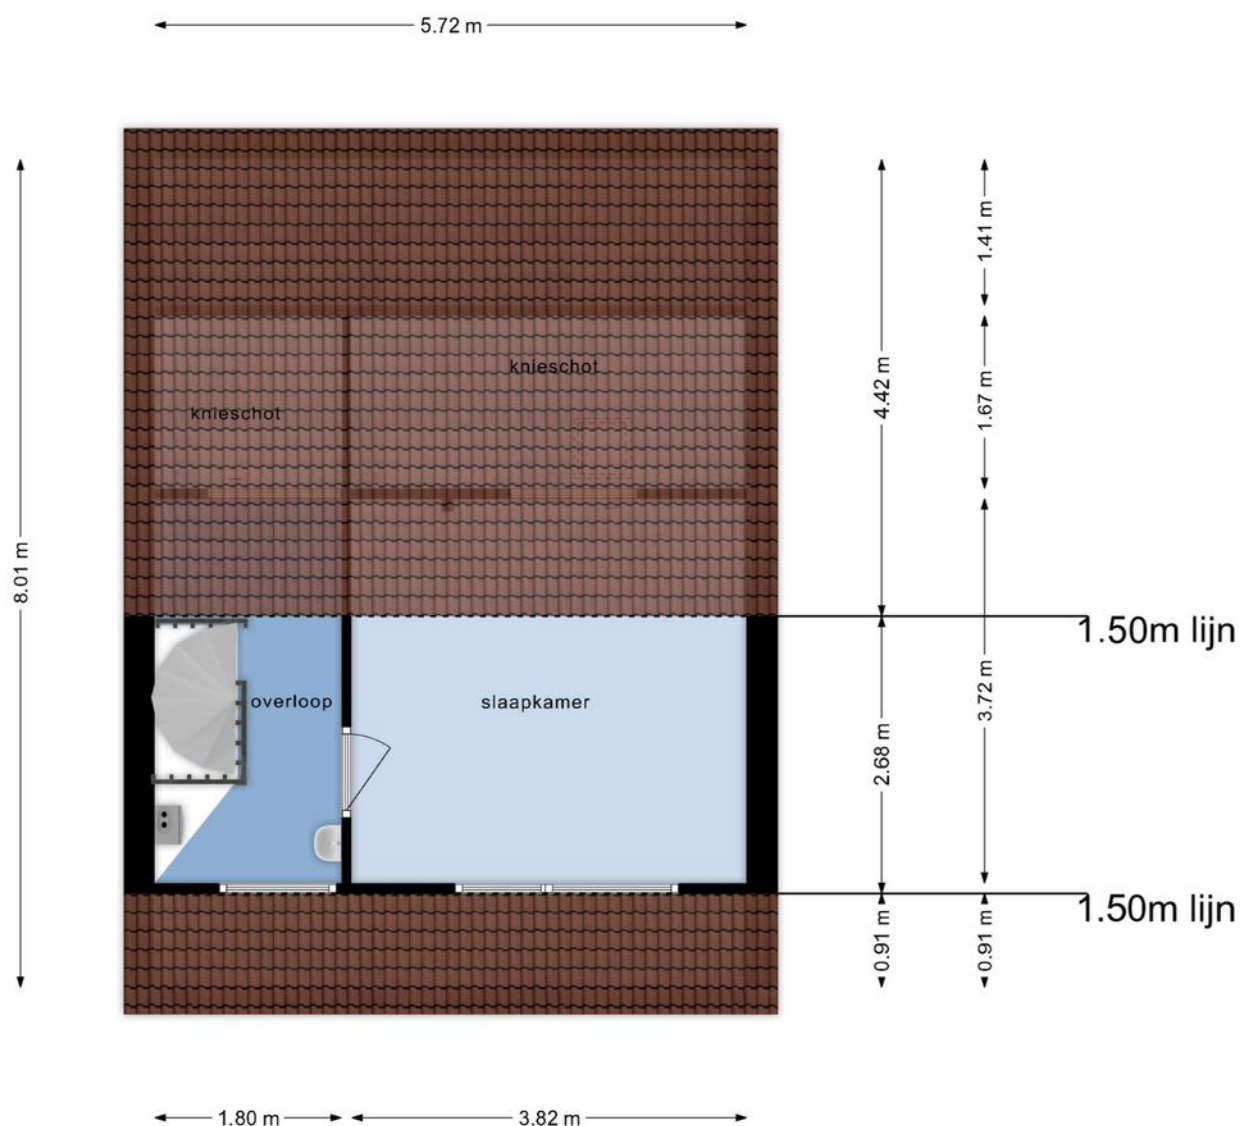 5.72 m
1.41 m
knieschot
4.42 m
1.67 m
knieschot
8.01 m
1.50m lijn
overloop
slaapkamer
3.72 m
2.68 m
1.50m lijn
0.91 m
0.91 m
1.80 m
3.82 m